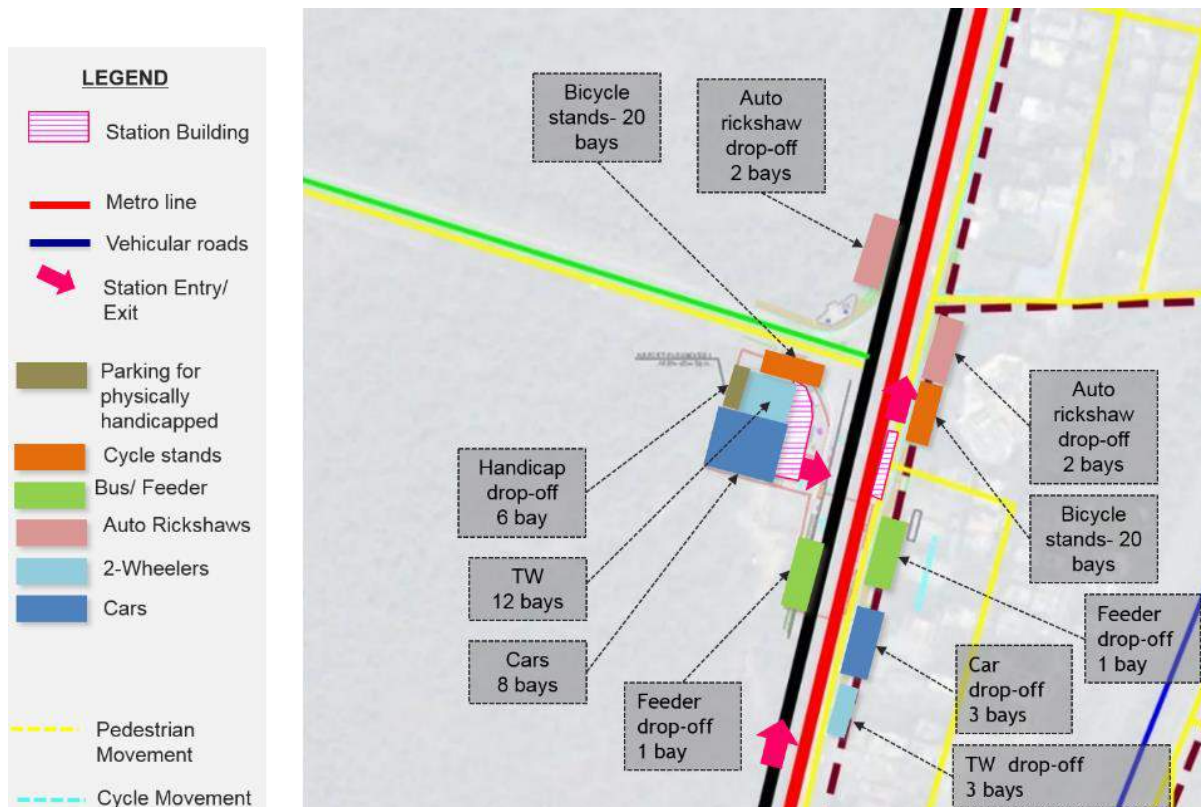 LEGEND
Station Building
Metro line
Vehicular roads
Station Entry/
Exit
Parking for
physically
handicapped
Cycle stands
Bus/ Feeder
Auto Rickshaws
2-Wheelers
Cars
Pedestrian
Movement
Cycle Movement
Bicycle
stands- 20
bays
Auto
rickshaw
drop-off
2 bays
Handicap
drop-off
6 bay
TW
12 bays
Cars
8 bays
Feeder
drop-off
1 bay
Auto
rickshaw
drop-off
2 bays
Bicycle
stands- 20
bays
Feeder
drop-off
1 bay
Car
drop-off
3 bays
TW drop-off
3 bays